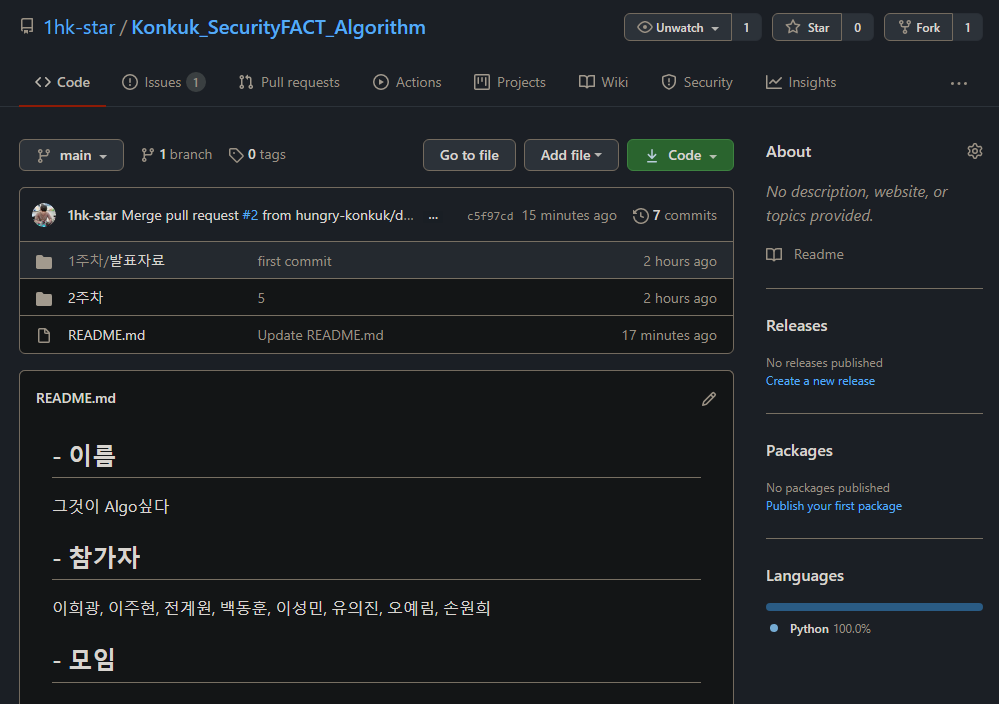 1hk-star / Konkuk_SecurityFACT_Algorithm
Unwatch 1 Star 0 Fork 1
Code Issues 1 Pull requests Actions Projects Wiki Security Insights ...
main 1 branch 0 tags Go to file Add file Code
1hk-star Merge pull request #2 from hungry-konkuk/d... ... c5f97cd 15 minutes ago 7 commits
1주차/발표자료 first commit 2 hours ago
2주차 5 2 hours ago
README.md Update README.md 17 minutes ago
README.md
- 이름
그것이 Algo싶다
- 참가자
이희광, 이주현, 전계원, 백동훈, 이성민, 유의진, 오예림, 손원희
- 모임
About
No description, website, or
topics provided.
Readme
Releases
No releases published
Create a new release
Packages
No packages published
Publish your first package
Languages
Python 100.0%